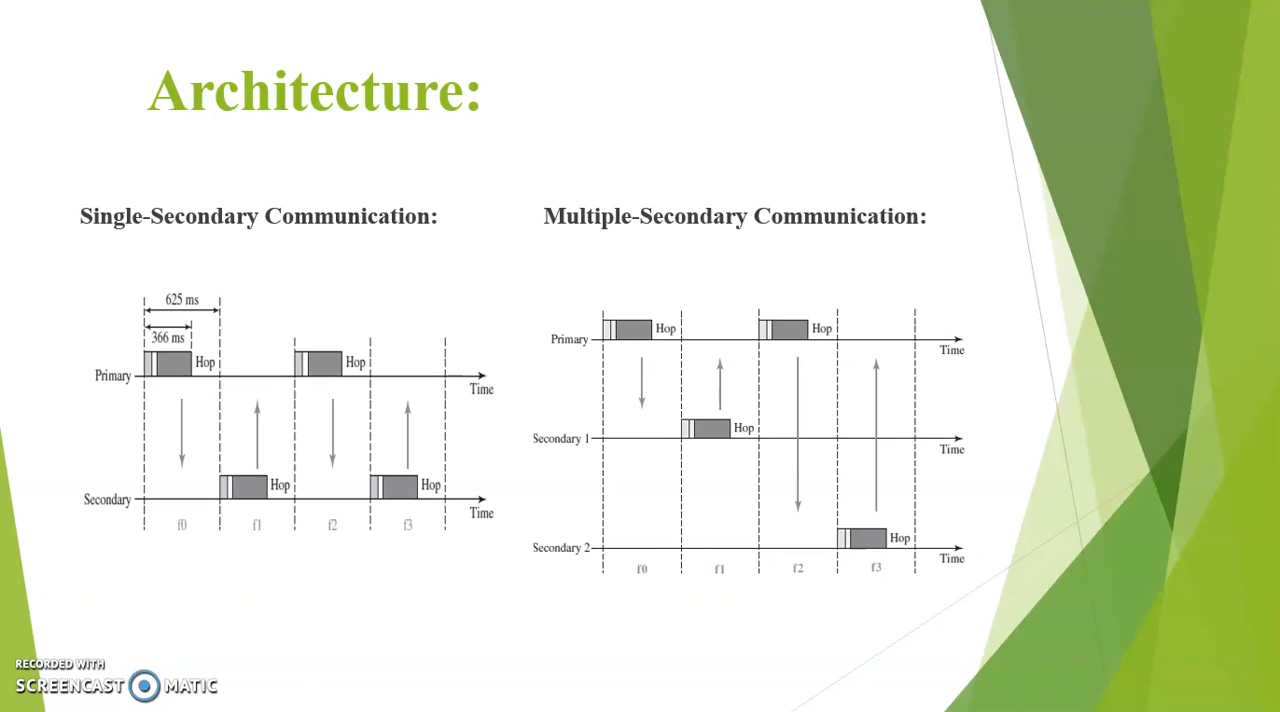 Architecture:
Single-Secondary Communication:
625 ms
366 ms
Hop
Hop
Primary
Time
Hop
Hop
Secondary
Time
f0
f1
f2
f3
Multiple-Secondary Communication:
Hop
Hop
Primary
Time
Hop
Secondary 1
Time
Hop
Secondary 2
Time
f0
f1
f2
f3
RECORDED WITH
SCREENCAST MATIC